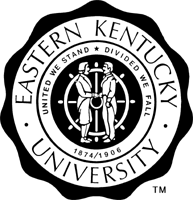 EASTERN KENTUCKY
UNITED WE STAND ★ DIVIDED WE FALL
1874/1906
· UNIVERSITY ·
TM